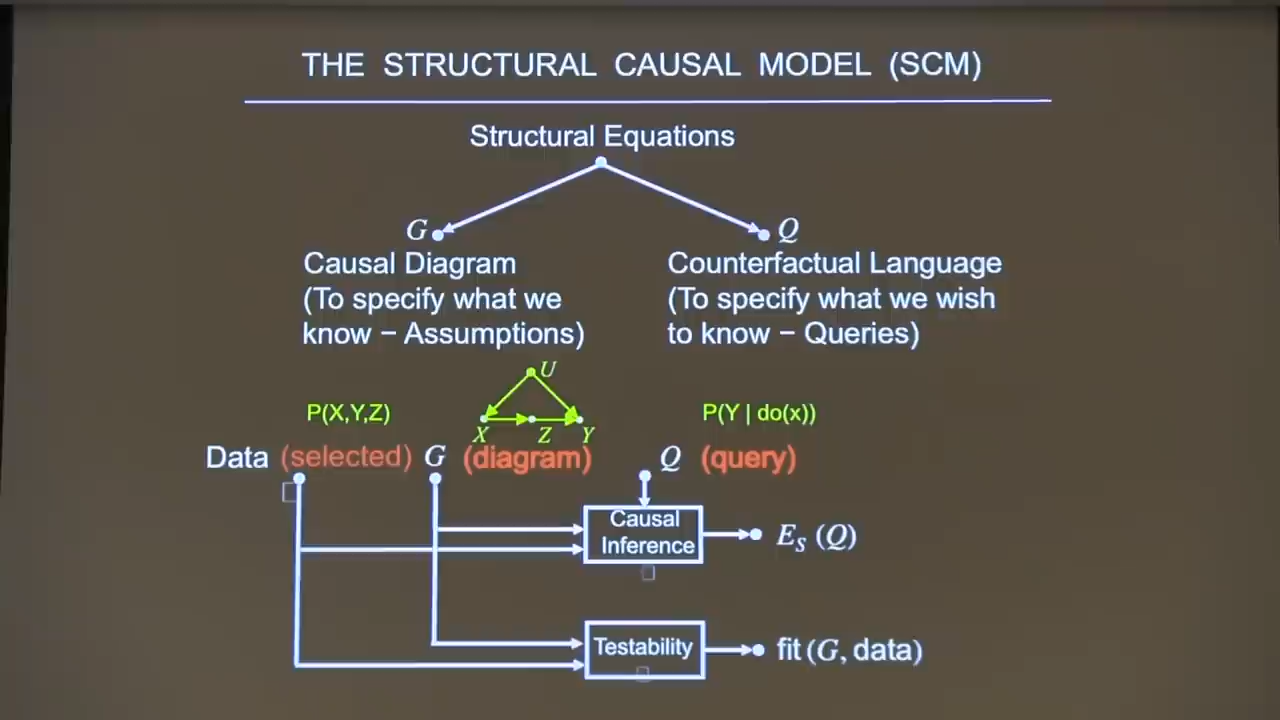 THE STRUCTURAL CAUSAL MODEL (SCM)
Structural Equations
G
Causal Diagram
(To specify what we
know − Assumptions)
Q
Counterfactual Language
(To specify what we wish
to know − Queries)
P(X,Y,Z)
U
X Z Y
P(Y | do(x))
Data (selected) G (diagram) Q (query)
Causal
Inference
E_S (Q)
Testability
fit (G, data)